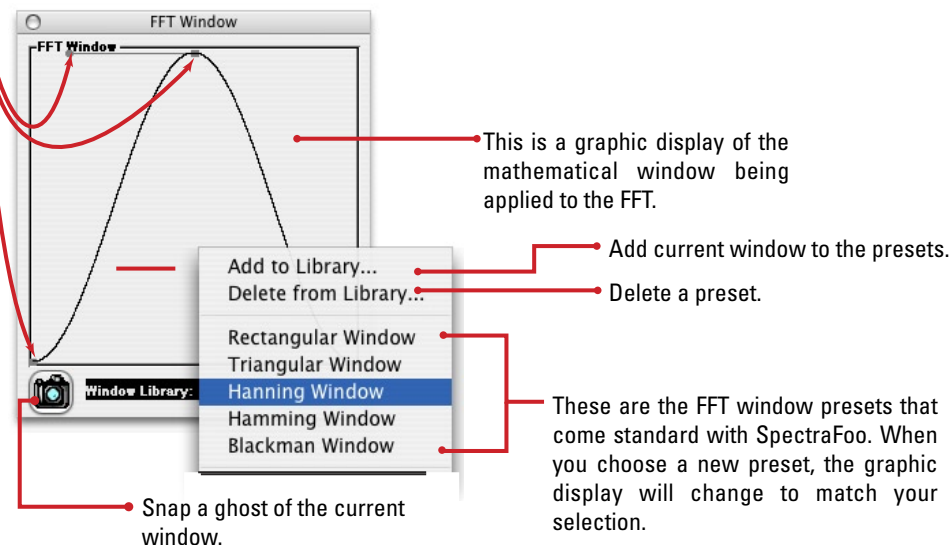 FFT Window
FFT Window
This is a graphic display of the
mathematical window being
applied to the FFT.
Add to Library...
Delete from Library...
Add current window to the presets.
Delete a preset.
Rectangular Window
Triangular Window
Hanning Window
Hamming Window
Blackman Window
Window Library:
These are the FFT window presets that
come standard with SpectraFoo. When
you choose a new preset, the graphic
display will change to match your
selection.
Snap a ghost of the current
window.